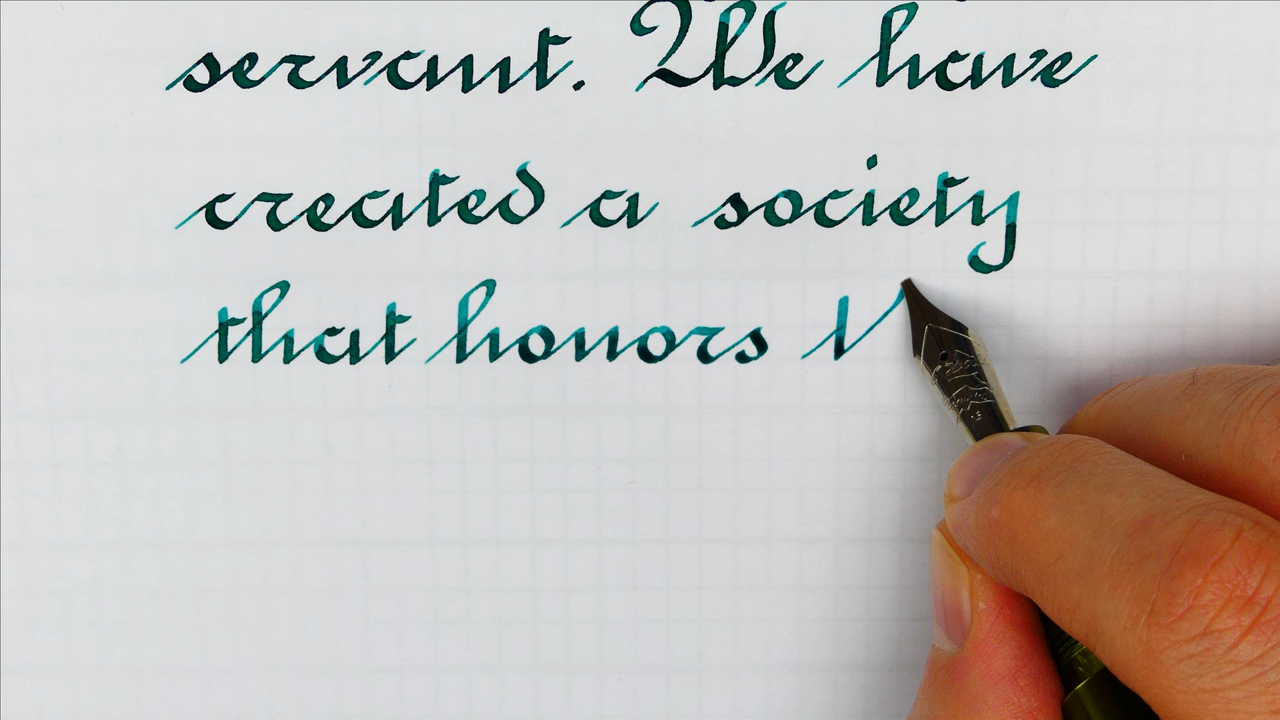 servant. We have
created a society
that honors